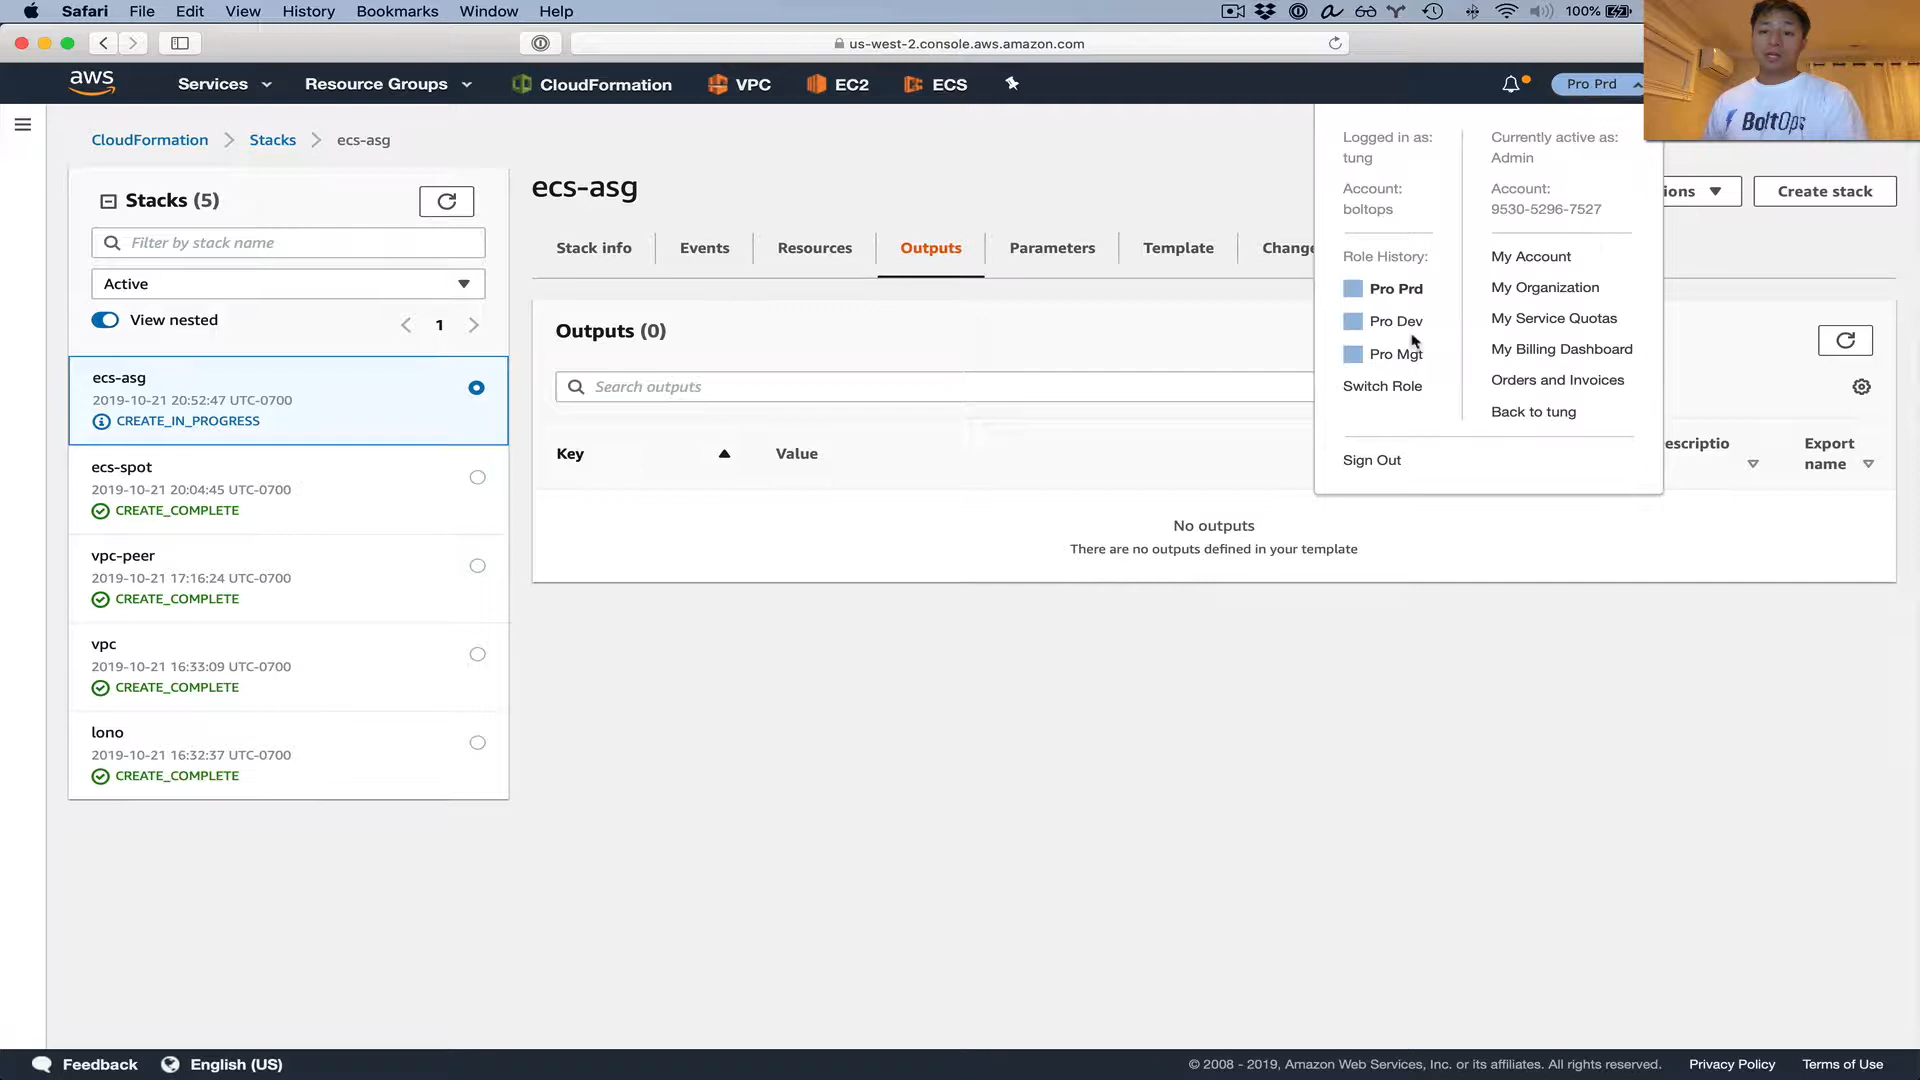 Safari File Edit View History Bookmarks Window Help
100%
us-west-2.console.aws.amazon.com
aws Services Resource Groups CloudFormation VPC EC2 ECS Pro Prd
BoltOps
CloudFormation Stacks ecs-asg
Stacks (5)
Filter by stack name
Active
View nested
1
ecs-asg
2019-10-21 20:52:47 UTC-0700
CREATE_IN_PROGRESS
ecs-spot
2019-10-21 20:04:45 UTC-0700
CREATE_COMPLETE
vpc-peer
2019-10-21 17:16:24 UTC-0700
CREATE_COMPLETE
vpc
2019-10-21 16:33:09 UTC-0700
CREATE_COMPLETE
lono
2019-10-21 16:32:37 UTC-0700
CREATE_COMPLETE
ecs-asg
ions
Create stack
Stack info Events Resources Outputs Parameters Template Change
Outputs (0)
Search outputs
Key Value
escriptio
Export
name
No outputs
There are no outputs defined in your template
Logged in as:
tung
Account:
boltops
Role History:
Pro Prd
Pro Dev
Pro Mgt
Switch Role
Currently active as:
Admin
Account:
9530-5296-7527
My Account
My Organization
My Service Quotas
My Billing Dashboard
Orders and Invoices
Back to tung
Sign Out
Feedback English (US)
© 2008 - 2019, Amazon Web Services, Inc. or its affiliates. All rights reserved. Privacy Policy Terms of Use